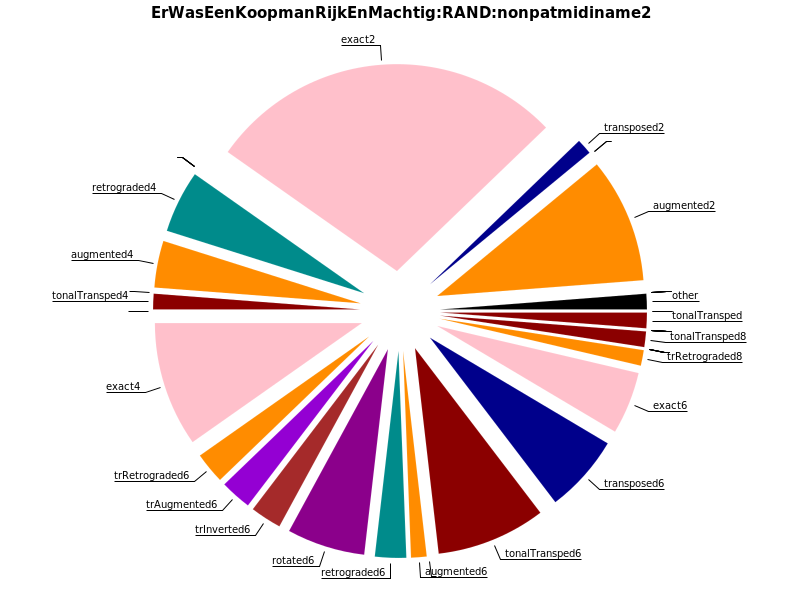 ErWasEenKoopmanRijkEnMachtig:RAND:nonpatmidiname2
exact2
transposed2
retrograded4
augmented2
augmented4
tonalTransped4
other
tonalTransped
tonalTransped8
trRetrograded8
exact4
exact6
trRetrograded6
transposed6
trAugmented6
trInverted6
rotated6
tonalTransped6
retrograded6
augmented6